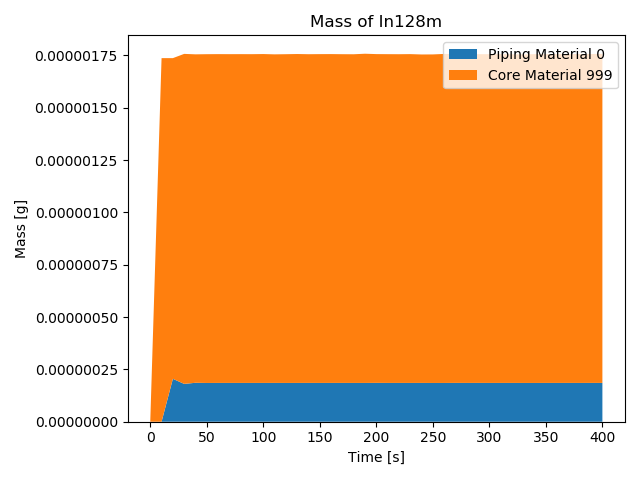 Mass of In128m
Piping Material 0
Core Material 999
Mass [g]
0.00000175
0.00000150
0.00000125
0.00000100
0.00000075
0.00000050
0.00000025
0.00000000
0 50 100 150 200 250 300 350 400
Time [s]